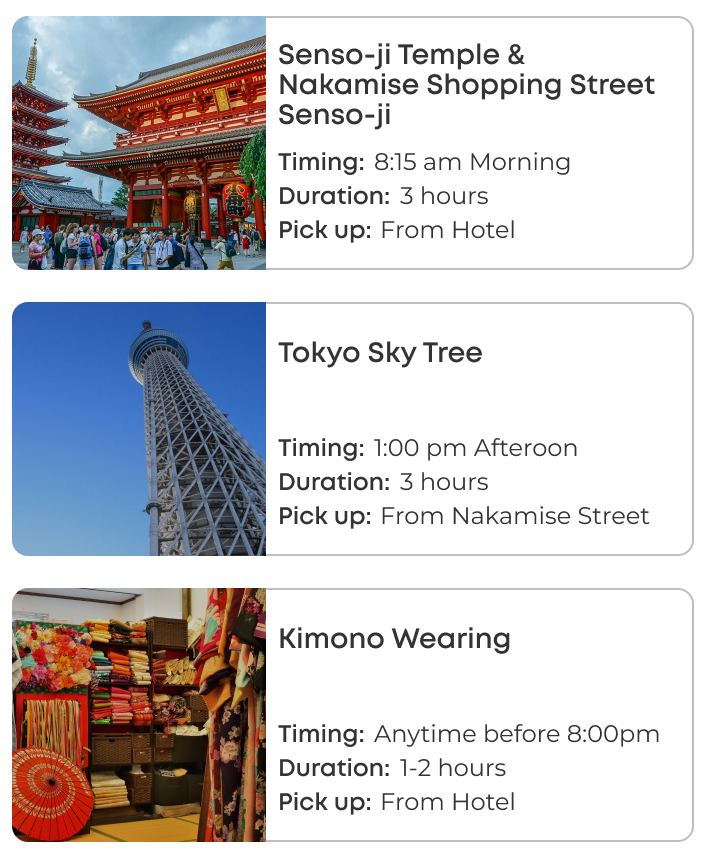 Senso-ji Temple &
Nakamise Shopping Street
Senso-ji
Timing: 8:15 am Morning
Duration: 3 hours
Pick up: From Hotel
Tokyo Sky Tree
Timing: 1:00 pm Afteroon
Duration: 3 hours
Pick up: From Nakamise Street
Kimono Wearing
Timing: Anytime before 8:00pm
Duration: 1-2 hours
Pick up: From Hotel